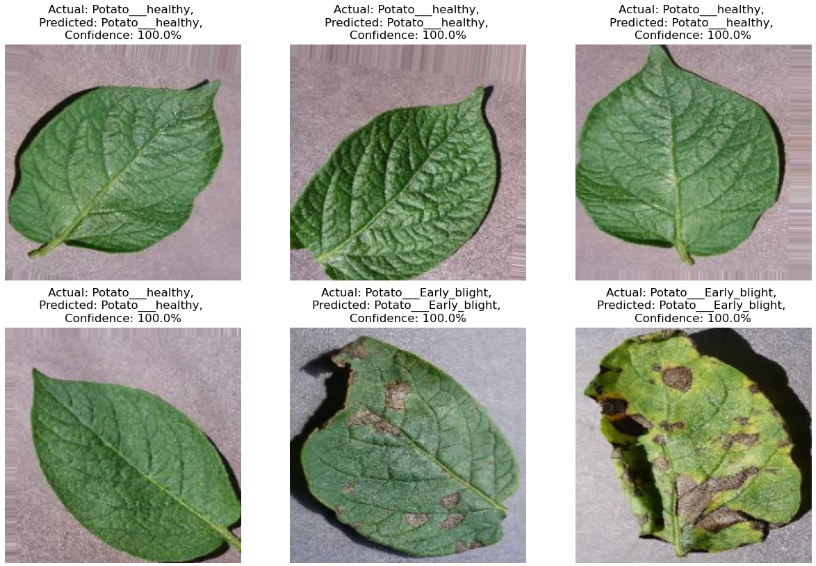 Actual: Potato___healthy,
Predicted: Potato___healthy,
Confidence: 100.0%
Actual: Potato___healthy,
Predicted: Potato___healthy,
Confidence: 100.0%
Actual: Potato___healthy,
Predicted: Potato___healthy,
Confidence: 100.0%
Actual: Potato___healthy,
Predicted: Potato___healthy,
Confidence: 100.0%
Actual: Potato___Early_blight,
Predicted: Potato___Early_blight,
Confidence: 100.0%
Actual: Potato___Early_blight,
Predicted: Potato___Early_blight,
Confidence: 100.0%